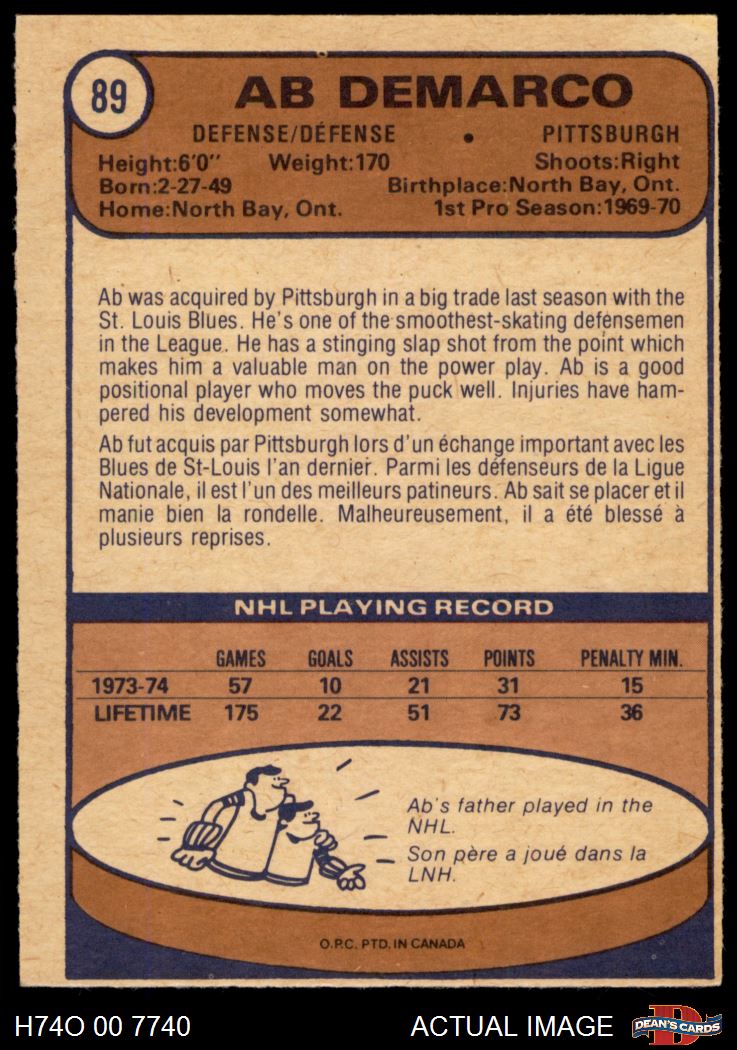 89
AB DEMARCO
DEFENSE/DÉFENSE • PITTSBURGH
Height:6'0" Weight:170 Shoots:Right
Born:2-27-49 Birthplace:North Bay, Ont.
Home:North Bay, Ont. 1st Pro Season:1969-70
Ab was acquired by Pittsburgh in a big trade last season with the
St. Louis Blues. He's one of the smoothest-skating defensemen
in the League. He has a stinging slap shot from the point which
makes him a valuable man on the power play. Ab is a good
positional player who moves the puck well. Injuries have ham-
pered his development somewhat.
Ab fut acquis par Pittsburgh lors d'un échange important avec les
Blues de St-Louis l'an dernier. Parmi les défenseurs de la Ligue
Nationale, il est l'un des meilleurs patineurs. Ab sait se placer et il
manie bien la rondelle. Malheureusement, il a été blessé à
plusieurs reprises.
NHL PLAYING RECORD
GAMES GOALS ASSISTS POINTS PENALTY MIN.
1973-74 57 10 21 31 15
LIFETIME 175 22 51 73 36
Ab's father played in the
NHL.
Son père a joué dans la
LNH.
O.P.C. PTD. IN CANADA
H74O 00 7740 ACTUAL IMAGE
D
DEAN'S CARDS